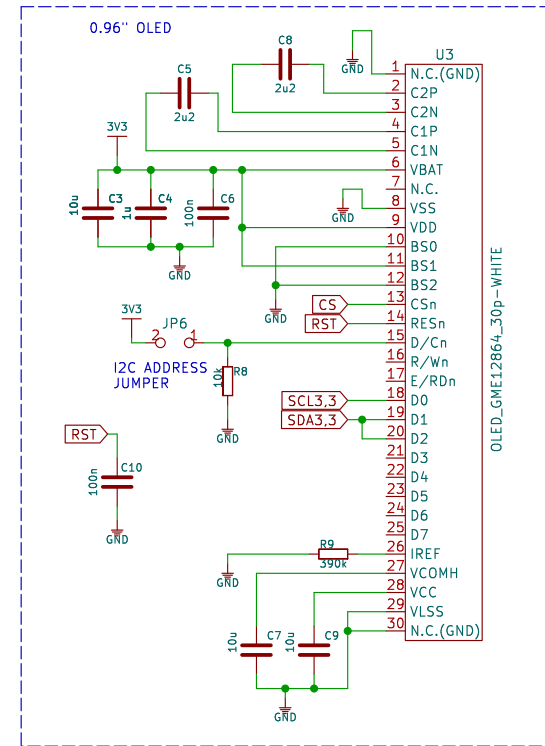 0.96" OLED
U3
C8
2u2
GND
C5
2u2
3V3
10u
C3
1u
C4
100n
C6
GND
GND
1 N.C.(GND)
2 C2P
3 C2N
4 C1P
5 C1N
6 VBAT
7 N.C.
8 VSS
9 VDD
10 BS0
11 BS1
12 BS2
13 CSn
14 RESn
15 D/Cn
16 R/Wn
17 E/RDn
18 D0
19 D1
20 D2
21 D3
22 D4
23 D5
24 D6
25 D7
26 IREF
27 VCOMH
28 VCC
29 VLSS
30 N.C.(GND)
OLED_GME12864_30p-WHITE
GND
CS
RST
3V3
JP6
2
1
I2C ADDRESS
JUMPER
10k
R8
GND
SCL3,3
SDA3,3
RST
100n
C10
GND
R9
390k
GND
10u
C7
10u
C9
GND